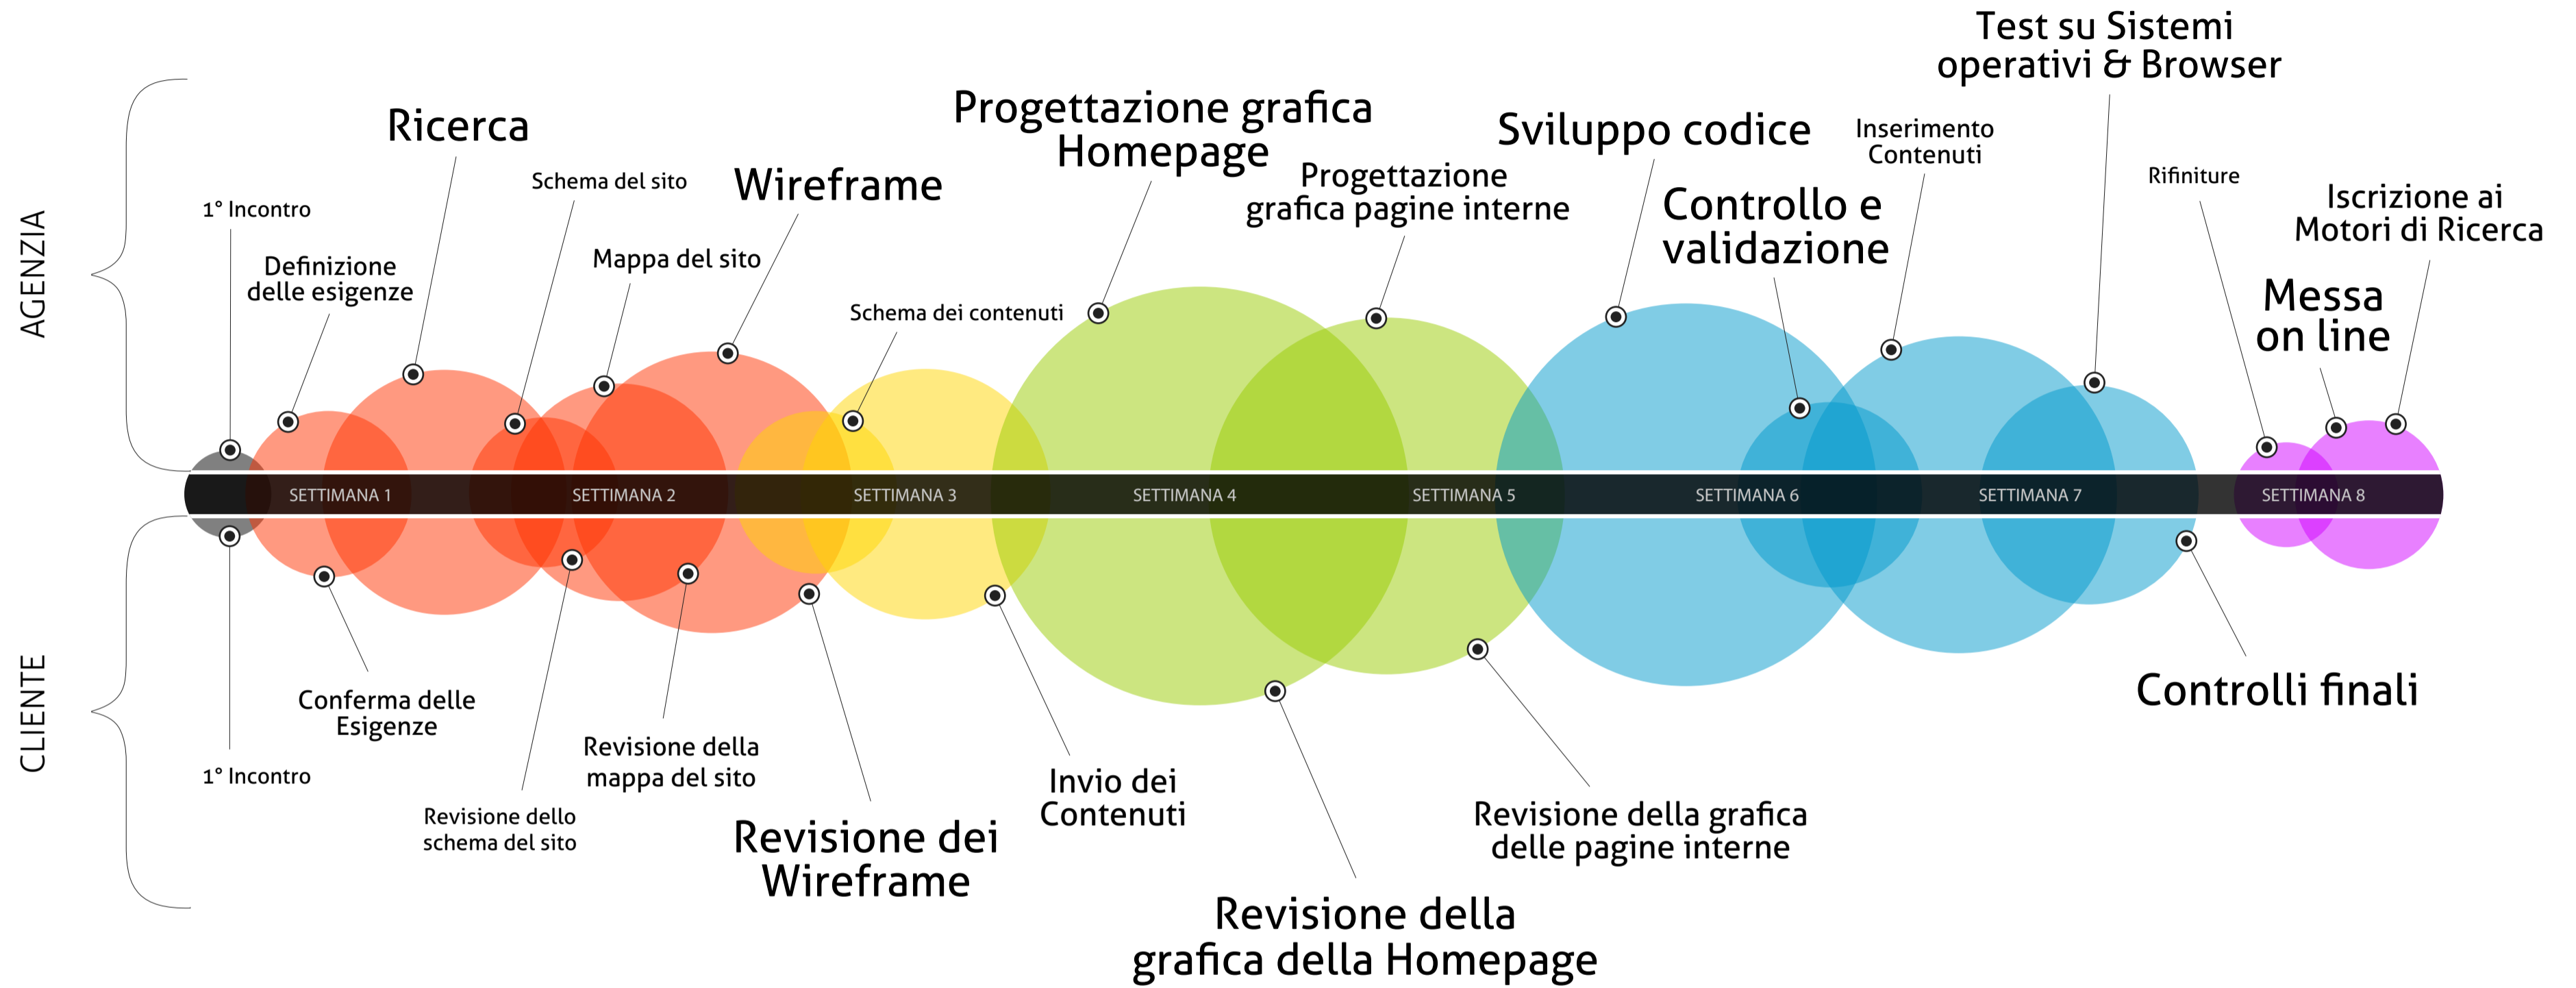 AGENZIA
1° Incontro
Definizione
delle esigenze
Ricerca
Schema del sito
Mappa del sito
Wireframe
Schema dei contenuti
Progettazione grafica
Homepage
Progettazione
grafica pagine interne
Sviluppo codice
Controllo e
validazione
Inserimento
Contenuti
Test su Sistemi
operativi & Browser
Rifiniture
Messa
on line
Iscrizione ai
Motori di Ricerca
SETTIMANA 1
SETTIMANA 2
SETTIMANA 3
SETTIMANA 4
SETTIMANA 5
SETTIMANA 6
SETTIMANA 7
SETTIMANA 8
CLIENTE
1° Incontro
Conferma delle
Esigenze
Revisione dello
schema del sito
Revisione della
mappa del sito
Revisione dei
Wireframe
Invio dei
Contenuti
Revisione della
grafica della Homepage
Revisione della grafica
delle pagine interne
Controlli finali